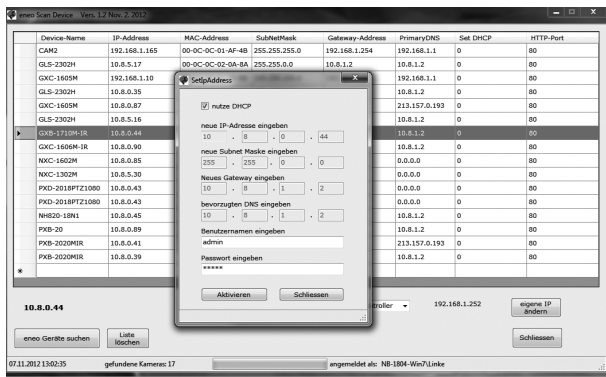 eneo Scan Device Vers. 1.2 Nov. 2. 2012
Device-Name IP-Address MAC-Address SubNetMask Gateway-Address PrimaryDNS Set DHCP HTTP-Port
CAM2 192.168.1.165 00-0C-0C-01-AF-4B 255.255.255.0 192.168.1.254 192.168.1.1 0 80
GLS-2302H 10.8.5.17 00-0C-0C-02-0A-8A 255.255.0.0 10.8.1.2 10.8.1.2 0 80
GXC-1605M 192.168.1.10 192.168.1.1 0 80
GLS-2302H 10.8.0.35 10.8.1.2 0 80
GXC-1605M 10.8.0.87 213.157.0.193 0 80
GLS-2302H 10.8.5.16 10.8.1.2 0 80
GXB-1710M-IR 10.8.0.44 10.8.1.2 0 80
GXC-1606M-IR 10.8.0.90 10.8.1.2 0 80
NXC-1602M 10.8.0.85 0.0.0.0 0 80
NXC-1302M 10.8.5.30 0.0.0.0 0 80
PXD-2018PTZ1080 10.8.0.43 0.0.0.0 0 80
PXD-2018PTZ1080 10.8.0.43 0.0.0.0 0 80
NH820-18N1 10.8.0.45 10.8.1.2 0 80
PXB-20 10.8.0.89 10.8.1.2 0 80
PXB-2020MIR 10.8.0.41 213.157.0.193 0 80
PXB-2020MIR 10.8.0.39 10.8.1.2 0 80
SetIpAddress
nutze DHCP
neue IP-Adresse eingeben
10 . 8 . 0 . 44
neue Subnet Maske eingeben
255 . 255 . 0 . 0
Neues Gateway eingeben
10 . 8 . 1 . 2
bevorzugten DNS eingeben
10 . 8 . 1 . 2
Benutzernamen eingeben
admin
Passwort eingeben
*****
Aktivieren Schliessen
10.8.0.44
troller 192.168.1.252
eigene IP
ändern
eneo Geräte suchen
Liste
löschen
Schliessen
07.11.2012 13:02:35 gefundene Kameras: 17 angemeldet als: NB-1804-Win7\Linke